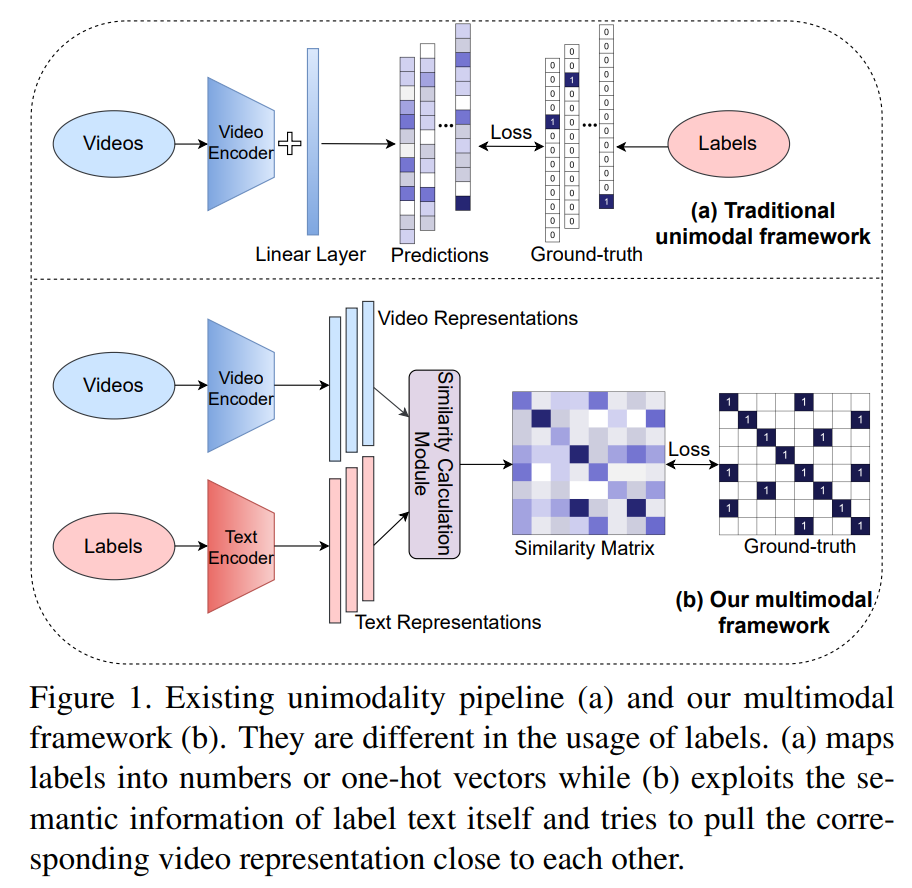 Videos
Video
Encoder
Linear Layer
Predictions
...
Loss
0 0 0 0 1 0 0 0 0 0 0 0 0
0 0 1 0 0 0 0 0 0 0 0 0 0
...
0 0 0 0 0 0 0 0 0 0 0 0 1
Ground-truth
Labels
(a) Traditional
unimodal framework
Videos
Video
Encoder
Video Representations
Labels
Text
Encoder
Text Representations
Similarity Calculation
Module
Similarity Matrix
Loss
1 1
1 1
1 1
1
1 1 1
1 1
1 1
1 1
Ground-truth
(b) Our multimodal
framework
Figure 1. Existing unimodality pipeline (a) and our multimodal
framework (b). They are different in the usage of labels. (a) maps
labels into numbers or one-hot vectors while (b) exploits the se-
mantic information of label text itself and tries to pull the corre-
sponding video representation close to each other.